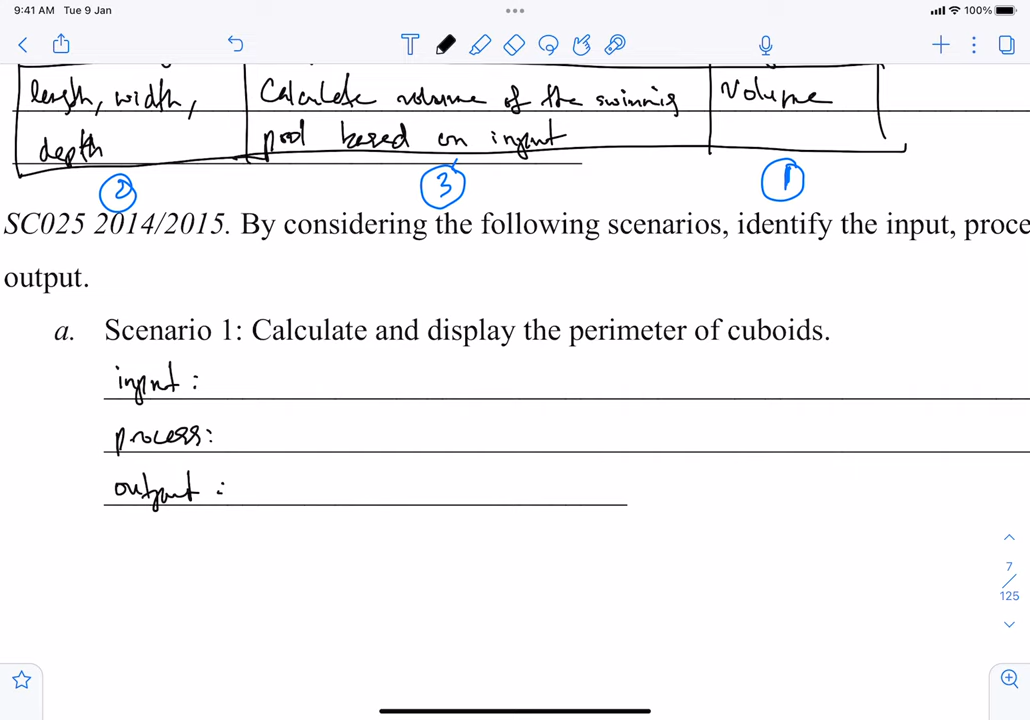 9:41 AM Tue 9 Jan
100%
length, width,
depth
Calculate volume of the swimming
pool based on input
Volume
2
3
1
SC025 2014/2015. By considering the following scenarios, identify the input, proce
output.
a. Scenario 1: Calculate and display the perimeter of cuboids.
input :
process:
output :
7
125